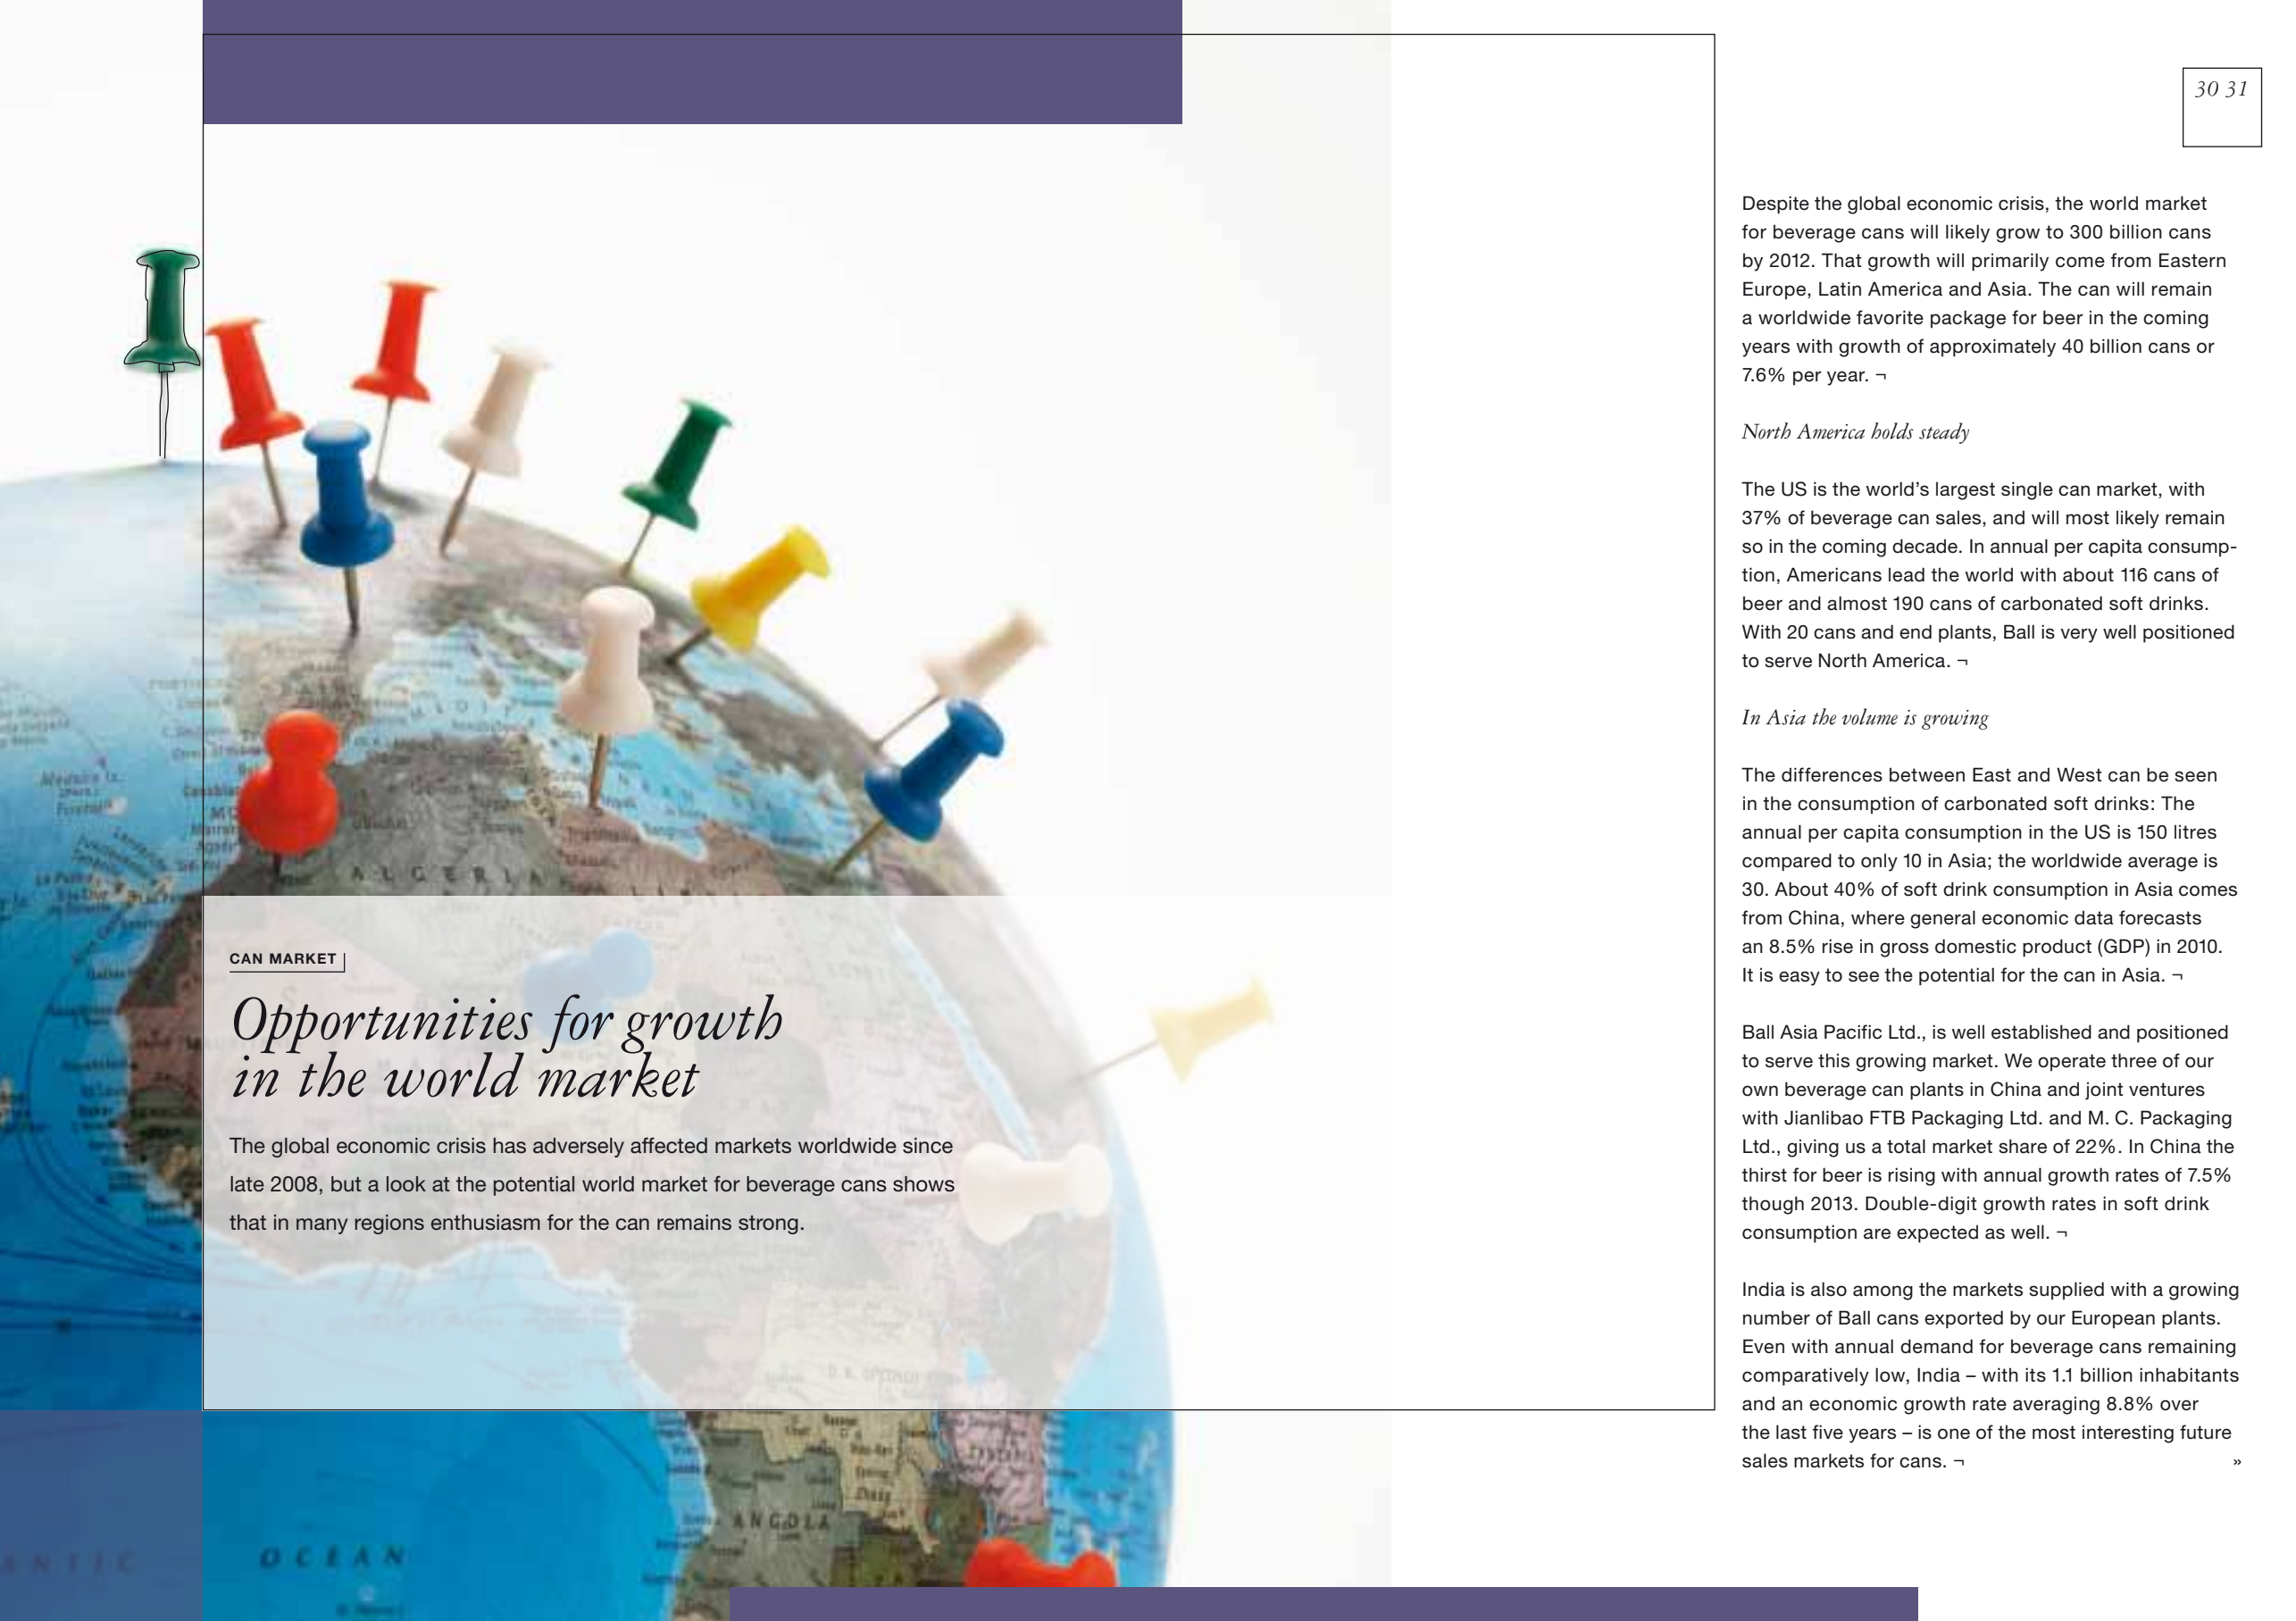 30 31
CAN MARKET
Opportunities for growth
in the world market
The global economic crisis has adversely affected markets worldwide since
late 2008, but a look at the potential world market for beverage cans shows
that in many regions enthusiasm for the can remains strong.
Despite the global economic crisis, the world market
for beverage cans will likely grow to 300 billion cans
by 2012. That growth will primarily come from Eastern
Europe, Latin America and Asia. The can will remain
a worldwide favorite package for beer in the coming
years with growth of approximately 40 billion cans or
7.6% per year. ¬
North America holds steady
The US is the world’s largest single can market, with
37% of beverage can sales, and will most likely remain
so in the coming decade. In annual per capita consump-
tion, Americans lead the world with about 116 cans of
beer and almost 190 cans of carbonated soft drinks.
With 20 cans and end plants, Ball is very well positioned
to serve North America. ¬
In Asia the volume is growing
The differences between East and West can be seen
in the consumption of carbonated soft drinks: The
annual per capita consumption in the US is 150 litres
compared to only 10 in Asia; the worldwide average is
30. About 40% of soft drink consumption in Asia comes
from China, where general economic data forecasts
an 8.5% rise in gross domestic product (GDP) in 2010.
It is easy to see the potential for the can in Asia. ¬
Ball Asia Pacific Ltd., is well established and positioned
to serve this growing market. We operate three of our
own beverage can plants in China and joint ventures
with Jianlibao FTB Packaging Ltd. and M. C. Packaging
Ltd., giving us a total market share of 22%. In China the
thirst for beer is rising with annual growth rates of 7.5%
though 2013. Double-digit growth rates in soft drink
consumption are expected as well. ¬
India is also among the markets supplied with a growing
number of Ball cans exported by our European plants.
Even with annual demand for beverage cans remaining
comparatively low, India – with its 1.1 billion inhabitants
and an economic growth rate averaging 8.8% over
the last five years – is one of the most interesting future
sales markets for cans. ¬ »
ALGERIA
ANGOLA
ANTIC OCEAN